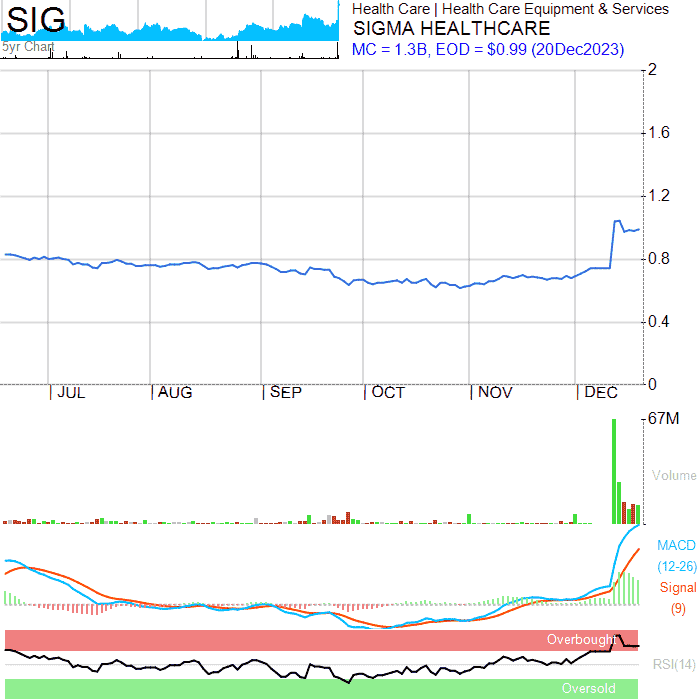 SIG
5yr Chart
Health Care | Health Care Equipment & Services
SIGMA HEALTHCARE
MC = 1.3B, EOD = $0.99 (20Dec2023)
2
1.6
1.2
0.8
0.4
0
| JUL | AUG | SEP | OCT | NOV | DEC
67M
Volume
MACD
(12-26)
Signal
(9)
Overbought
RSI(14)
Oversold